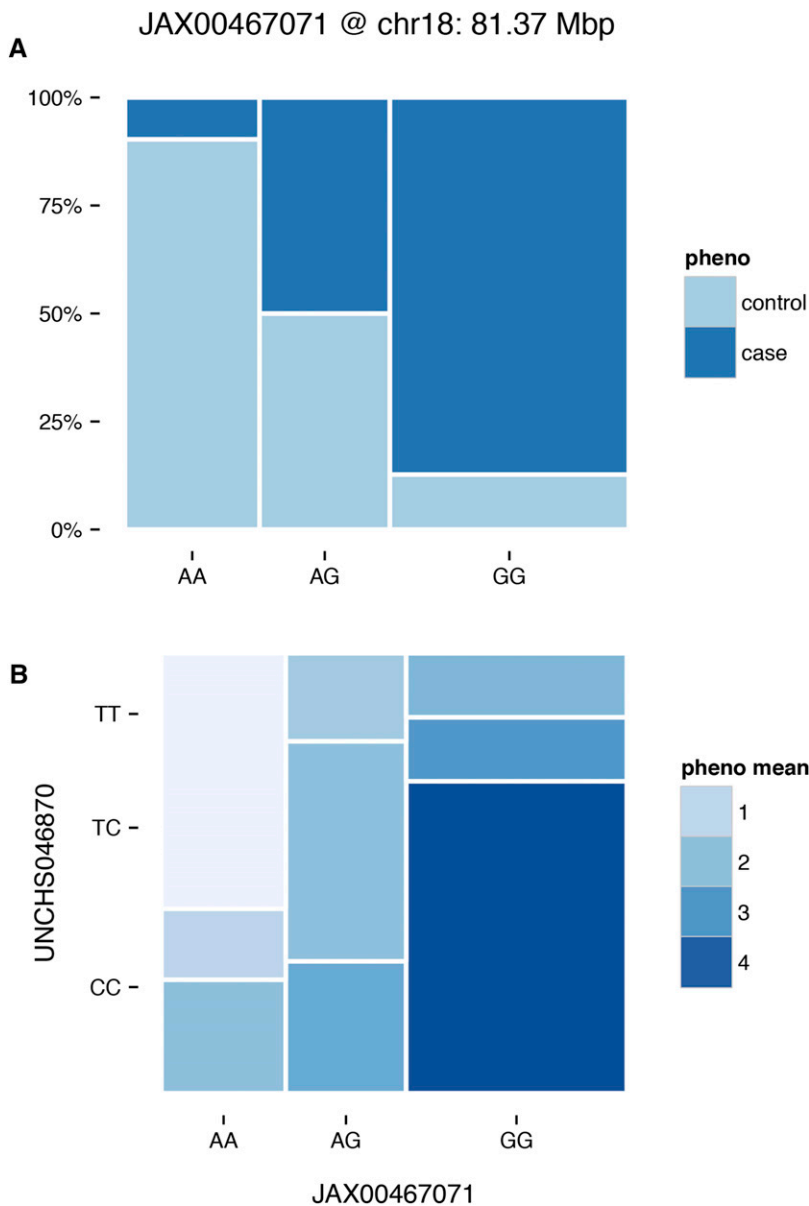 JAX00467071 @ chr18: 81.37 Mbp
A
100%
75%
50%
25%
0%
AA AG GG
pheno
control
case
B
TT
TC
CC
UNCHS046870
AA AG GG
JAX00467071
pheno mean
1
2
3
4